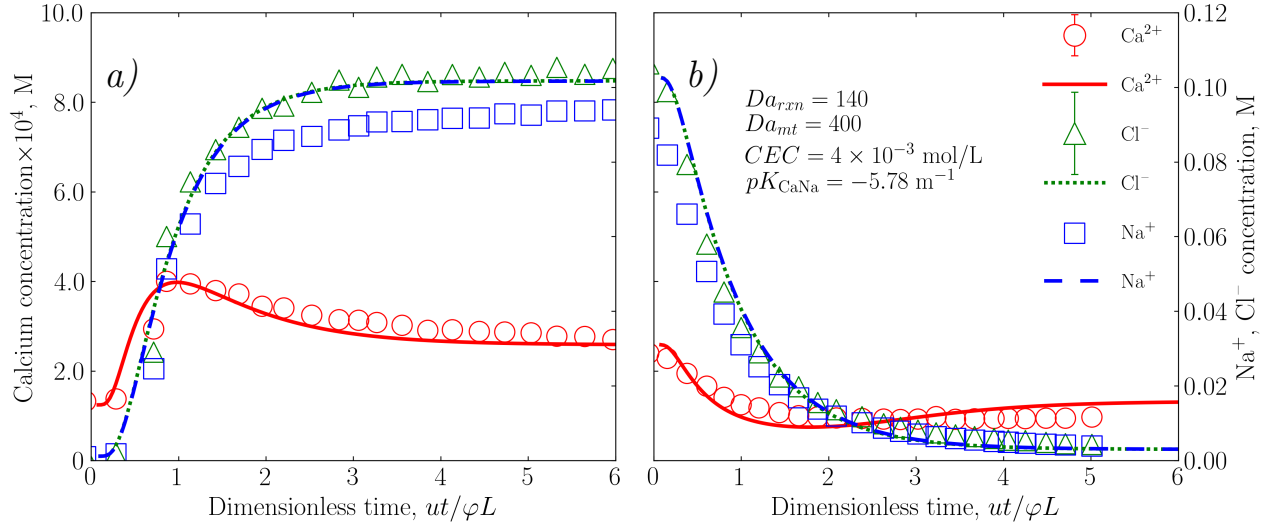 10.0
8.0
6.0
4.0
2.0
0
Calcium concentration×10⁴, M
a)
0 1 2 3 4 5 6
Dimensionless time, ut/φL
b)
Da_rxn = 140
Da_mt = 400
CEC = 4 × 10⁻³ mol/L
pK_CaNa = −5.78 m⁻¹
Ca²⁺
Ca²⁺
Cl⁻
Cl⁻
Na⁺
Na⁺
0 1 2 3 4 5 6
Dimensionless time, ut/φL
0.12
0.10
0.08
0.06
0.04
0.02
0.00
Na⁺, Cl⁻ concentration, M